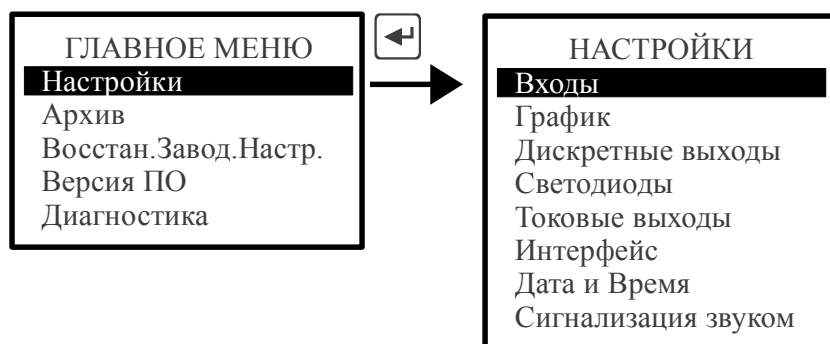 ГЛАВНОЕ МЕНЮ
Настройки
Архив
Восстан.Завод.Настр.
Версия ПО
Диагностика
НАСТРОЙКИ
Входы
График
Дискретные выходы
Светодиоды
Токовые выходы
Интерфейс
Дата и Время
Сигнализация звуком